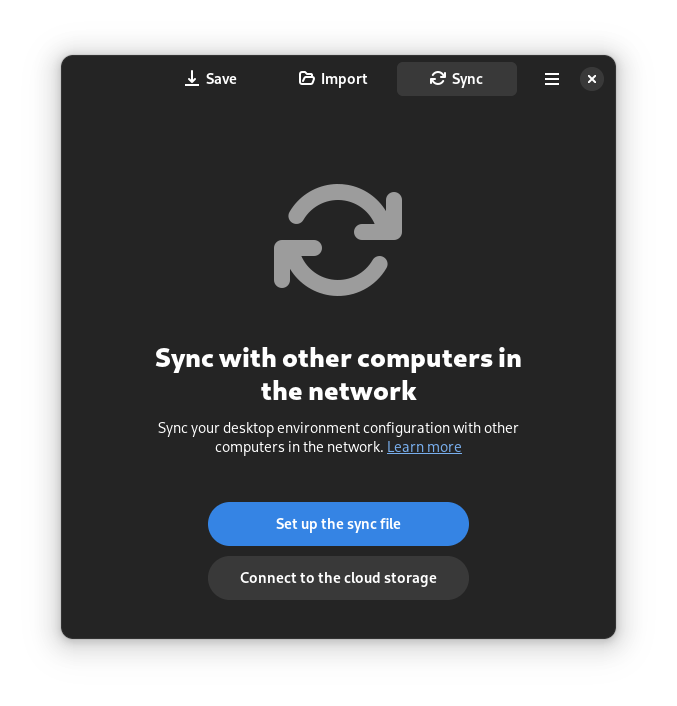 Save
Import
Sync
Sync with other computers in
the network
Sync your desktop environment configuration with other
computers in the network. Learn more
Set up the sync file
Connect to the cloud storage